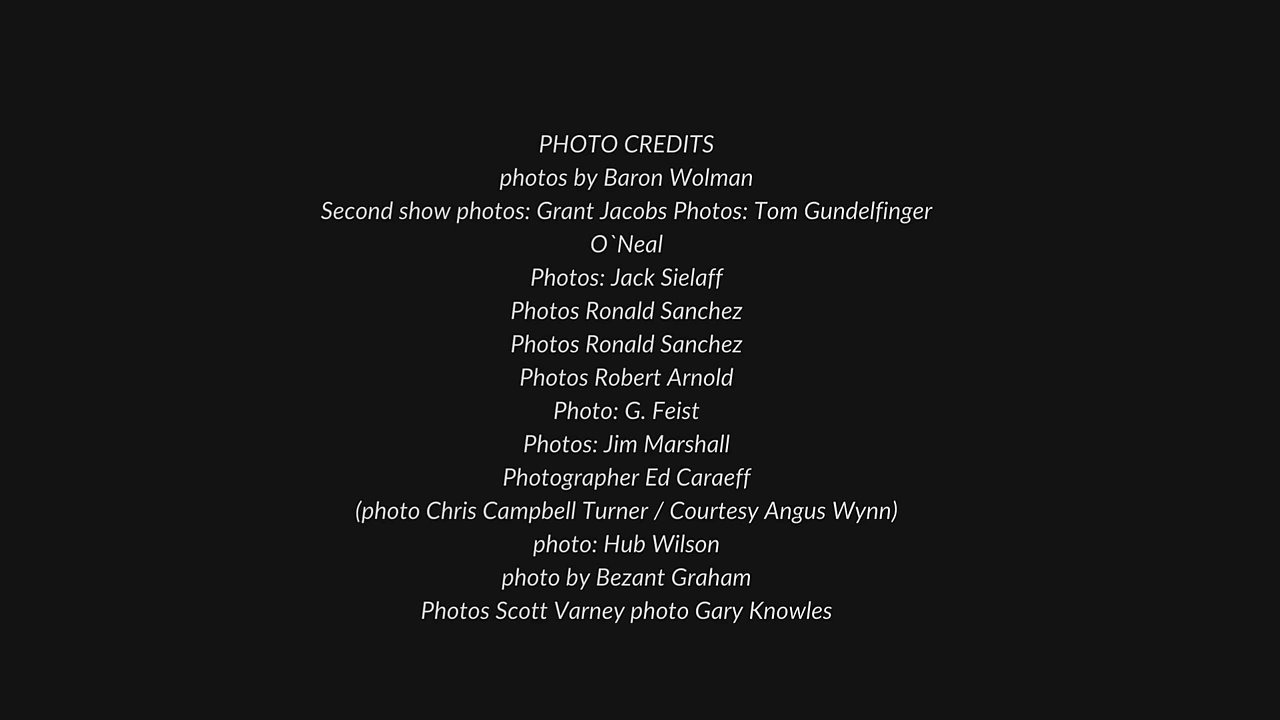 PHOTO CREDITS
photos by Baron Wolman
Second show photos: Grant Jacobs Photos: Tom Gundelfinger
O`Neal
Photos: Jack Sielaff
Photos Ronald Sanchez
Photos Ronald Sanchez
Photos Robert Arnold
Photo: G. Feist
Photos: Jim Marshall
Photographer Ed Caraeff
(photo Chris Campbell Turner / Courtesy Angus Wynn)
photo: Hub Wilson
photo by Bezant Graham
Photos Scott Varney photo Gary Knowles